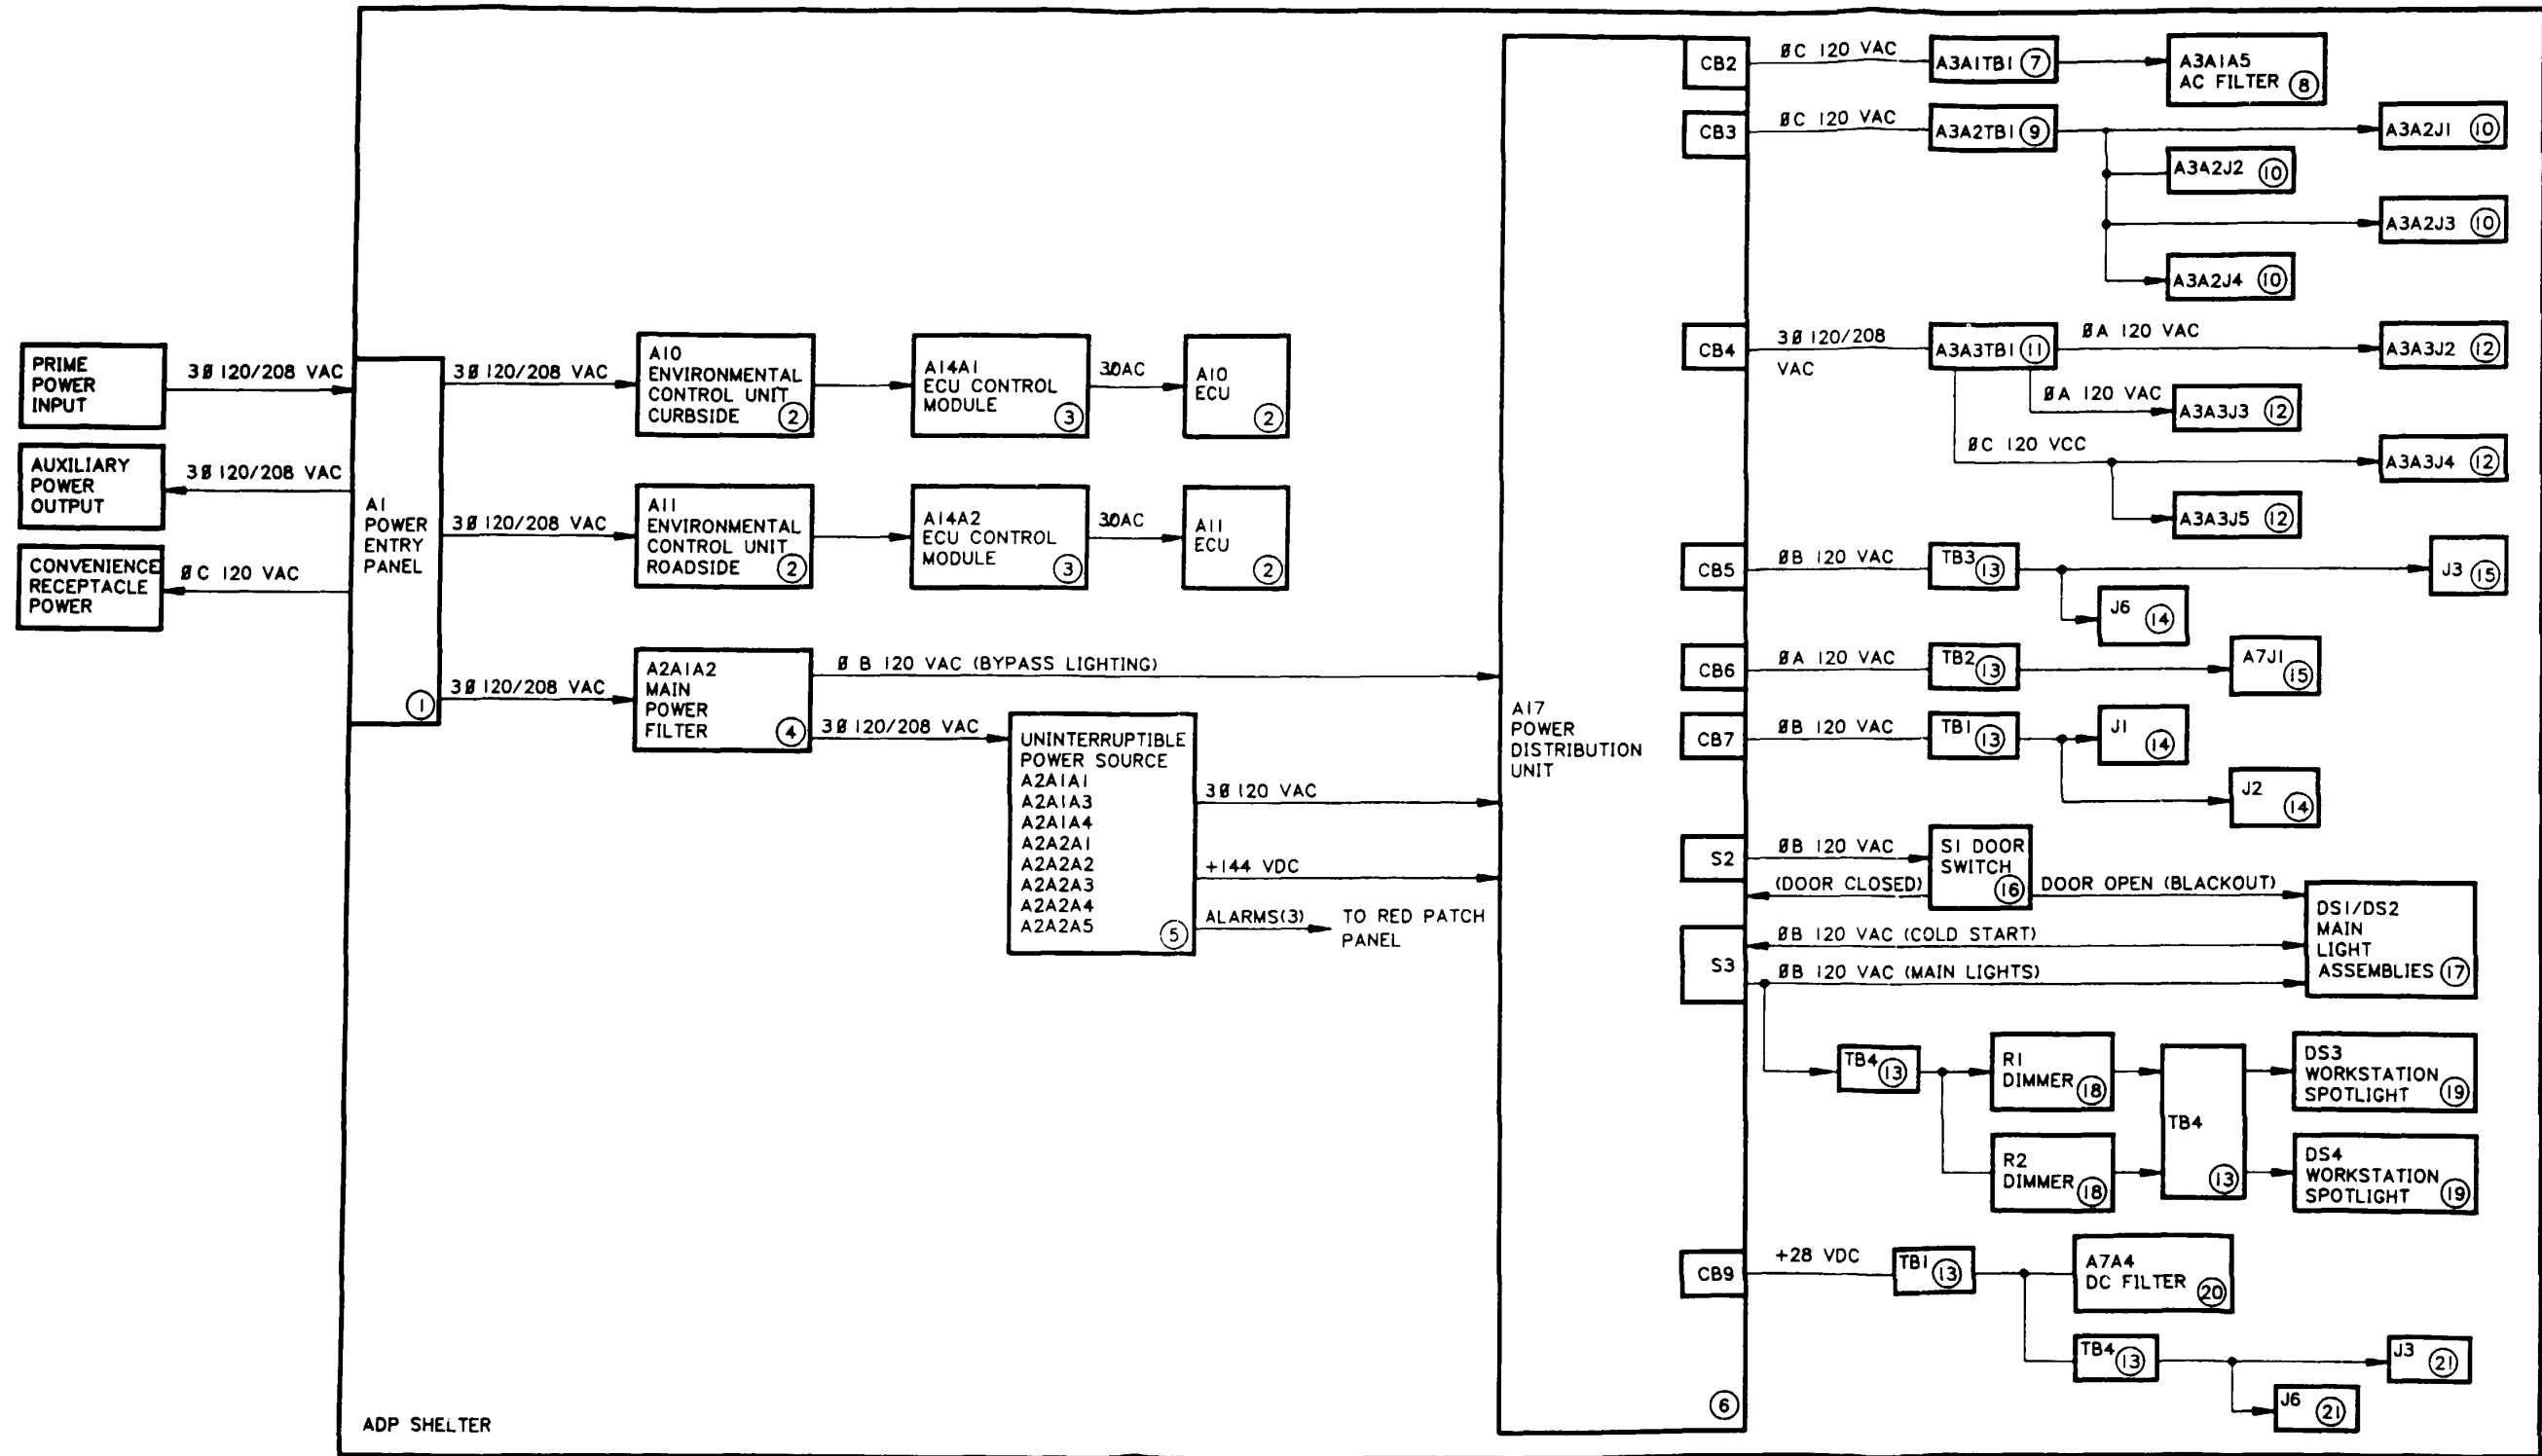 PRIME
POWER
INPUT
3Ø 120/208 VAC
AUXILIARY
POWER
OUTPUT
3Ø 120/208 VAC
CONVENIENCE
RECEPTACLE
POWER
ØC 120 VAC
A1
POWER
ENTRY
PANEL
1
3Ø 120/208 VAC
A10
ENVIRONMENTAL
CONTROL UNIT
CURBSIDE
2
A14A1
ECU CONTROL
MODULE
3
30AC
A10
ECU
2
3Ø 120/208 VAC
A11
ENVIRONMENTAL
CONTROL UNIT
ROADSIDE
2
A14A2
ECU CONTROL
MODULE
3
30AC
A11
ECU
2
3Ø 120/208 VAC
A2A1A2
MAIN
POWER
FILTER
4
Ø B 120 VAC (BYPASS LIGHTING)
3Ø 120/208 VAC
UNINTERRUPTIBLE
POWER SOURCE
A2A1A1
A2A1A3
A2A1A4
A2A2A1
A2A2A2
A2A2A3
A2A2A4
A2A2A5
5
3Ø 120 VAC
+144 VDC
ALARMS(3)
TO RED PATCH
PANEL
A17
POWER
DISTRIBUTION
UNIT
6
CB2
ØC 120 VAC
A3A1TB1 7
A3A1A5
AC FILTER 8
CB3
ØC 120 VAC
A3A2TB1 9
A3A2J1 10
A3A2J2 10
A3A2J3 10
A3A2J4 10
CB4
3Ø 120/208
VAC
A3A3TB1 11
ØA 120 VAC
A3A3J2 12
ØA 120 VAC
A3A3J3 12
ØC 120 VCC
A3A3J4 12
A3A3J5 12
CB5
ØB 120 VAC
TB3 13
J3 15
J6 14
CB6
ØA 120 VAC
TB2 13
A7J1
15
CB7
ØB 120 VAC
TB1 13
J1
14
J2
14
S2
ØB 120 VAC
(DOOR CLOSED)
S1 DOOR
SWITCH
16
DOOR OPEN (BLACKOUT)
S3
ØB 120 VAC (COLD START)
ØB 120 VAC (MAIN LIGHTS)
DS1/DS2
MAIN
LIGHT
ASSEMBLIES 17
TB4 13
R1
DIMMER 18
R2
DIMMER 18
TB4
13
DS3
WORKSTATION
SPOTLIGHT 19
DS4
WORKSTATION
SPOTLIGHT 19
CB9
+28 VDC
TB1 13
A7A4
DC FILTER
20
TB4 13
J3 21
J6 21
ADP SHELTER